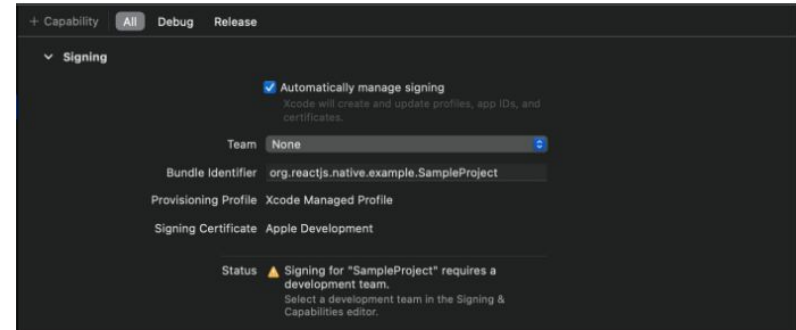 + Capability All Debug Release
Signing
Automatically manage signing
Xcode will create and update profiles, app IDs, and
certificates.
Team None
Bundle Identifier org.reactjs.native.example.SampleProject
Provisioning Profile Xcode Managed Profile
Signing Certificate Apple Development
Status Signing for "SampleProject" requires a
development team.
Select a development team in the Signing &
Capabilities editor.